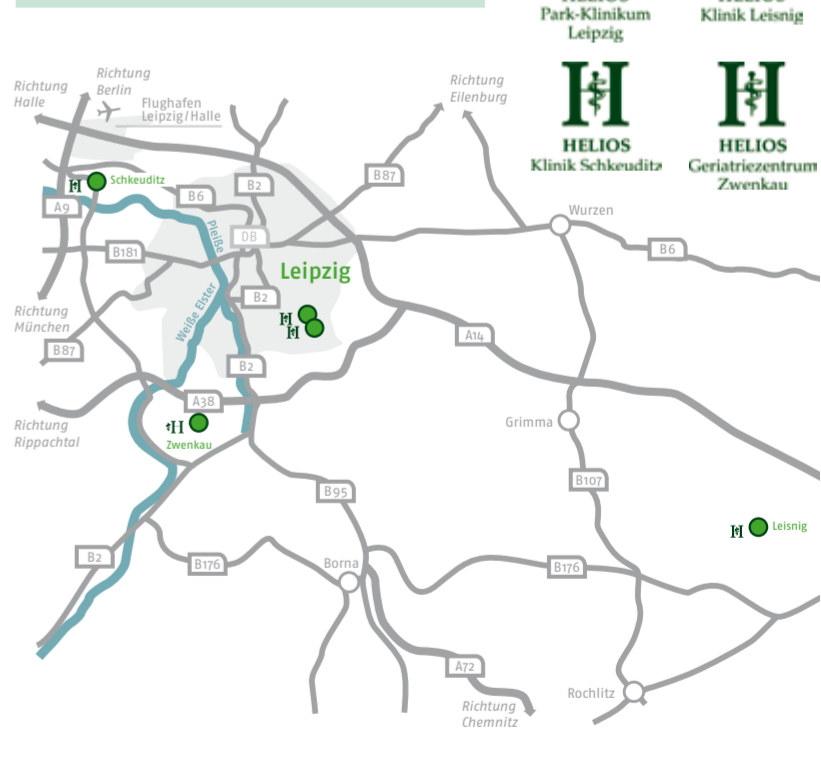 HELIOS
Park-Klinikum
Leipzig
HELIOS
Klinik Leisnig
HELIOS
Klinik Schkeuditz
HELIOS
Geriatriezentrum
Zwenkau
Richtung
Halle
Richtung
Berlin
Flughafen
Leipzig/Halle
Richtung
Eilenburg
Schkeuditz
B6
B2
B87
A9
Pleiße
DB
Wurzen
B6
B181
Leipzig
Weiße Elster
B2
Richtung
München
B87
A14
B2
A38
Richtung
Rippachtal
Zwenkau
Grimma
B107
B95
Leisnig
B2
B176
Borna
B176
A72
Richtung
Chemnitz
Rochlitz